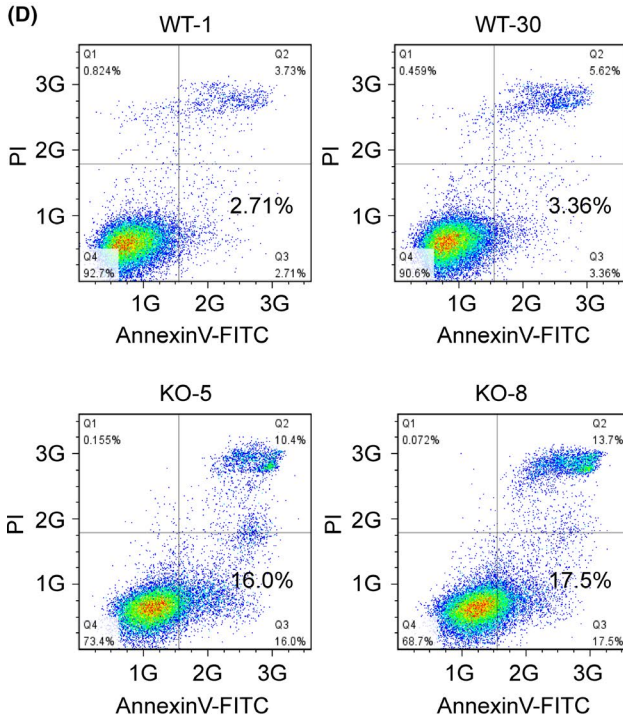 (D)
WT-1
Q1
0.824%
Q2
3.73%
3G
2G
1G
PI
2.71%
Q4
92.7%
Q3
2.71%
1G 2G 3G
AnnexinV-FITC
WT-30
Q1
0.459%
Q2
5.62%
3G
2G
1G
PI
3.36%
Q4
90.6%
Q3
3.36%
1G 2G 3G
AnnexinV-FITC
KO-5
Q1
0.155%
Q2
10.4%
3G
2G
1G
PI
16.0%
Q4
73.4%
Q3
16.0%
1G 2G 3G
AnnexinV-FITC
KO-8
Q1
0.072%
Q2
13.7%
3G
2G
1G
PI
17.5%
Q4
68.7%
Q3
17.5%
1G 2G 3G
AnnexinV-FITC